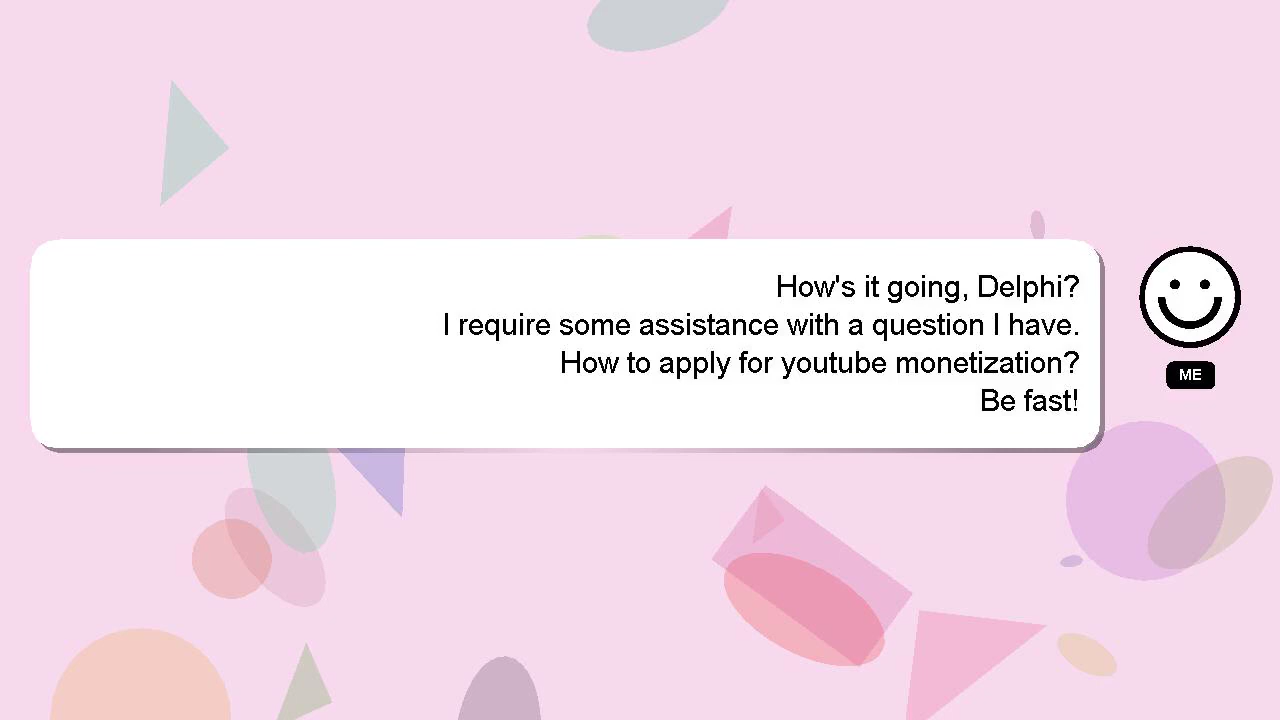 How's it going, Delphi?
I require some assistance with a question I have.
How to apply for youtube monetization?
Be fast!
ME